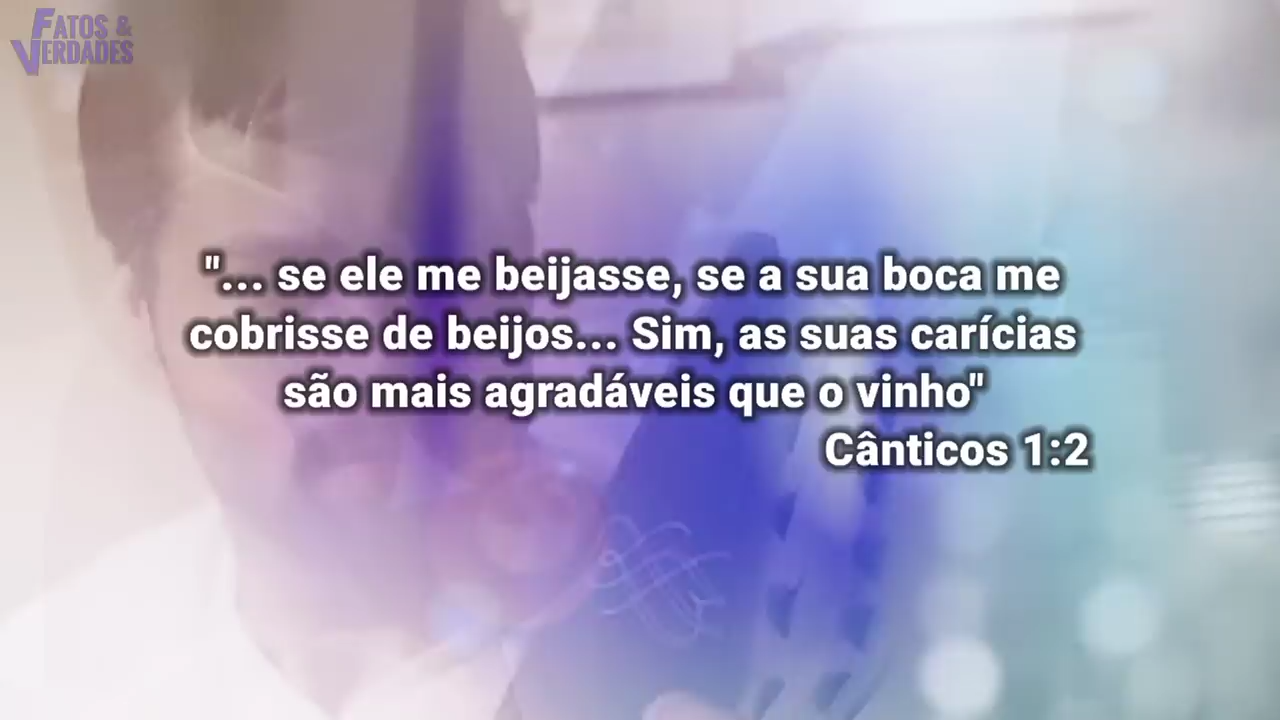 FATOS &
VERDADES
"... se ele me beijasse, se a sua boca me
cobrisse de beijos... Sim, as suas carícias
são mais agradáveis que o vinho"
Cânticos 1:2